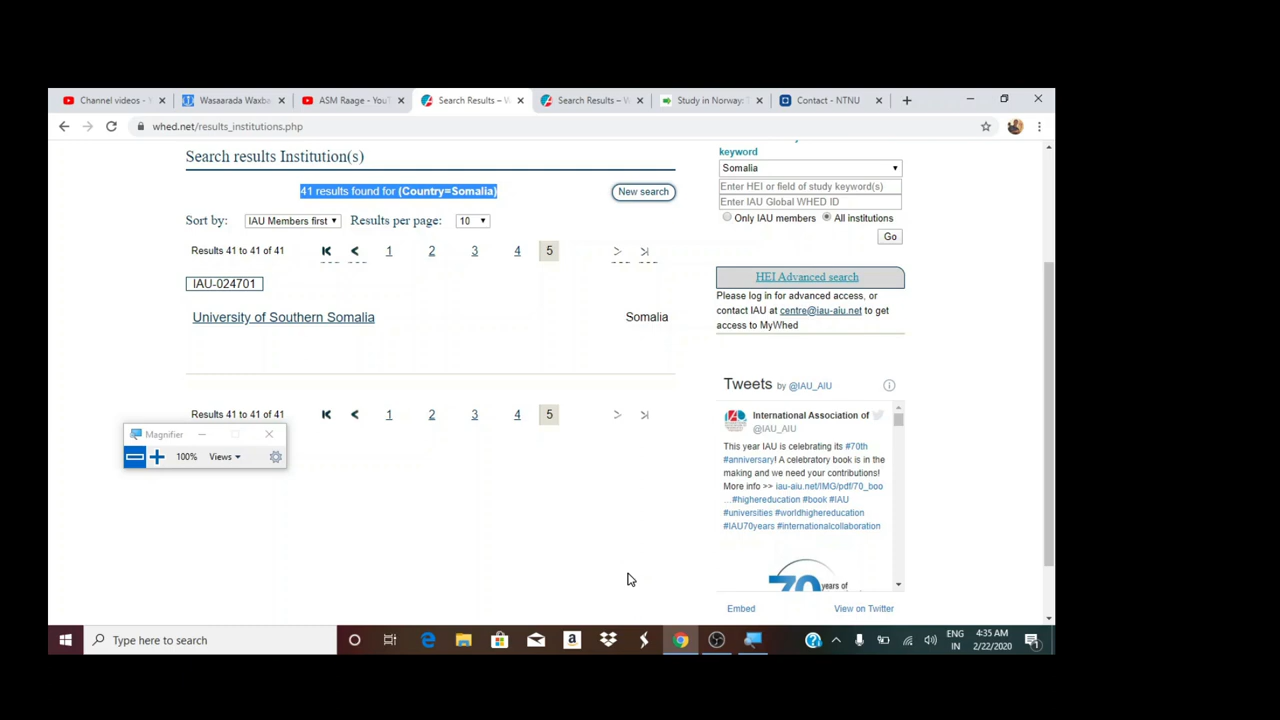 Channel videos - Y
Wasaarada Waxba
ASM Raage - YouT
Search Results – W
Search Results – W
Study in Norway: T
Contact - NTNU
whed.net/results_institutions.php
Search results Institution(s)
41 results found for (Country=Somalia)
New search
Sort by:
IAU Members first
Results per page:
10
Results 41 to 41 of 41
1
2
3
4
5
IAU-024701
University of Southern Somalia
Somalia
Results 41 to 41 of 41
1
2
3
4
5
keyword
Somalia
Enter HEI or field of study keyword(s)
Enter IAU Global WHED ID
Only IAU members
All institutions
Go
HEI Advanced search
Please log in for advanced access, or
contact IAU at centre@iau-aiu.net to get
access to MyWhed
Tweets by @IAU_AIU
International Association of
@IAU_AIU
This year IAU is celebrating its #70th
#anniversary! A celebratory book is in the
making and we need your contributions!
More info >> iau-aiu.net/IMG/pdf/70_boo
...#highereducation #book #IAU
#universities #worldhighereducation
#IAU70years #internationalcollaboration
70 years of
Embed
View on Twitter
Magnifier
100%
Views
Type here to search
ENG
IN
4:35 AM
2/22/2020
1